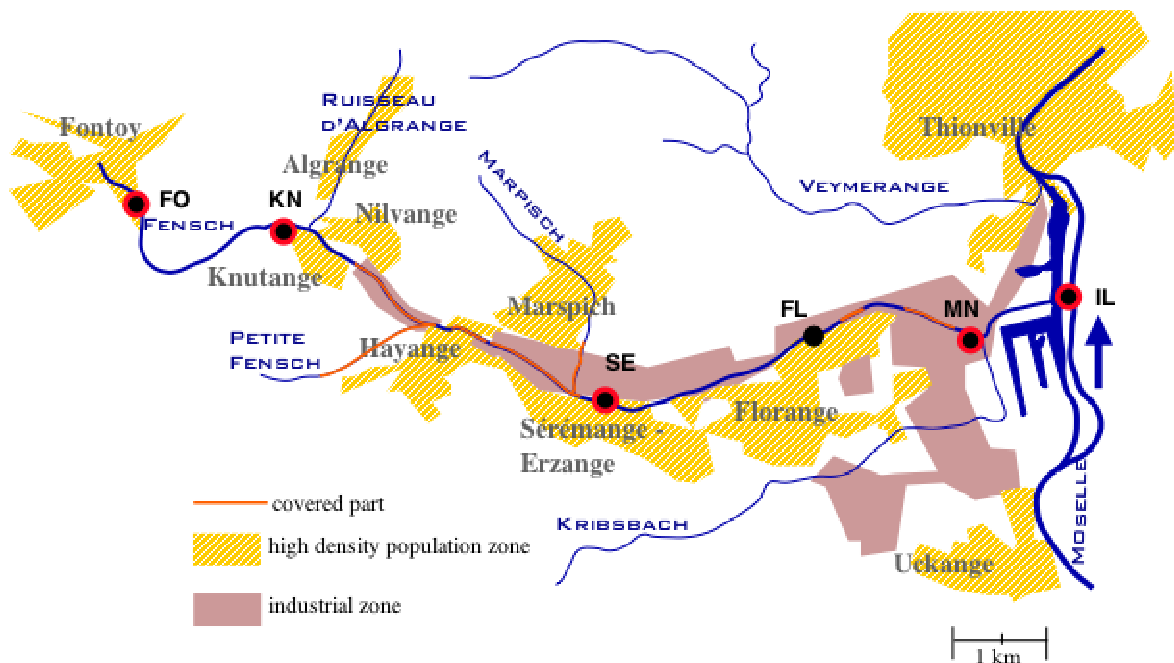 Fontoy
RUISSEAU
D'ALGRANGE
Thionville
MARPISCH
Algrange
VEYMERANGE
FO
KN
FENSCH
Nilvange
Knutange
IL
Marspich
FL
MN
PETITE
FENSCH
Hayange
SE
Florange
Sérémange -
Erzange
covered part
KRIBSBACH
MOSELLE
high density population zone
Uckange
industrial zone
1 km